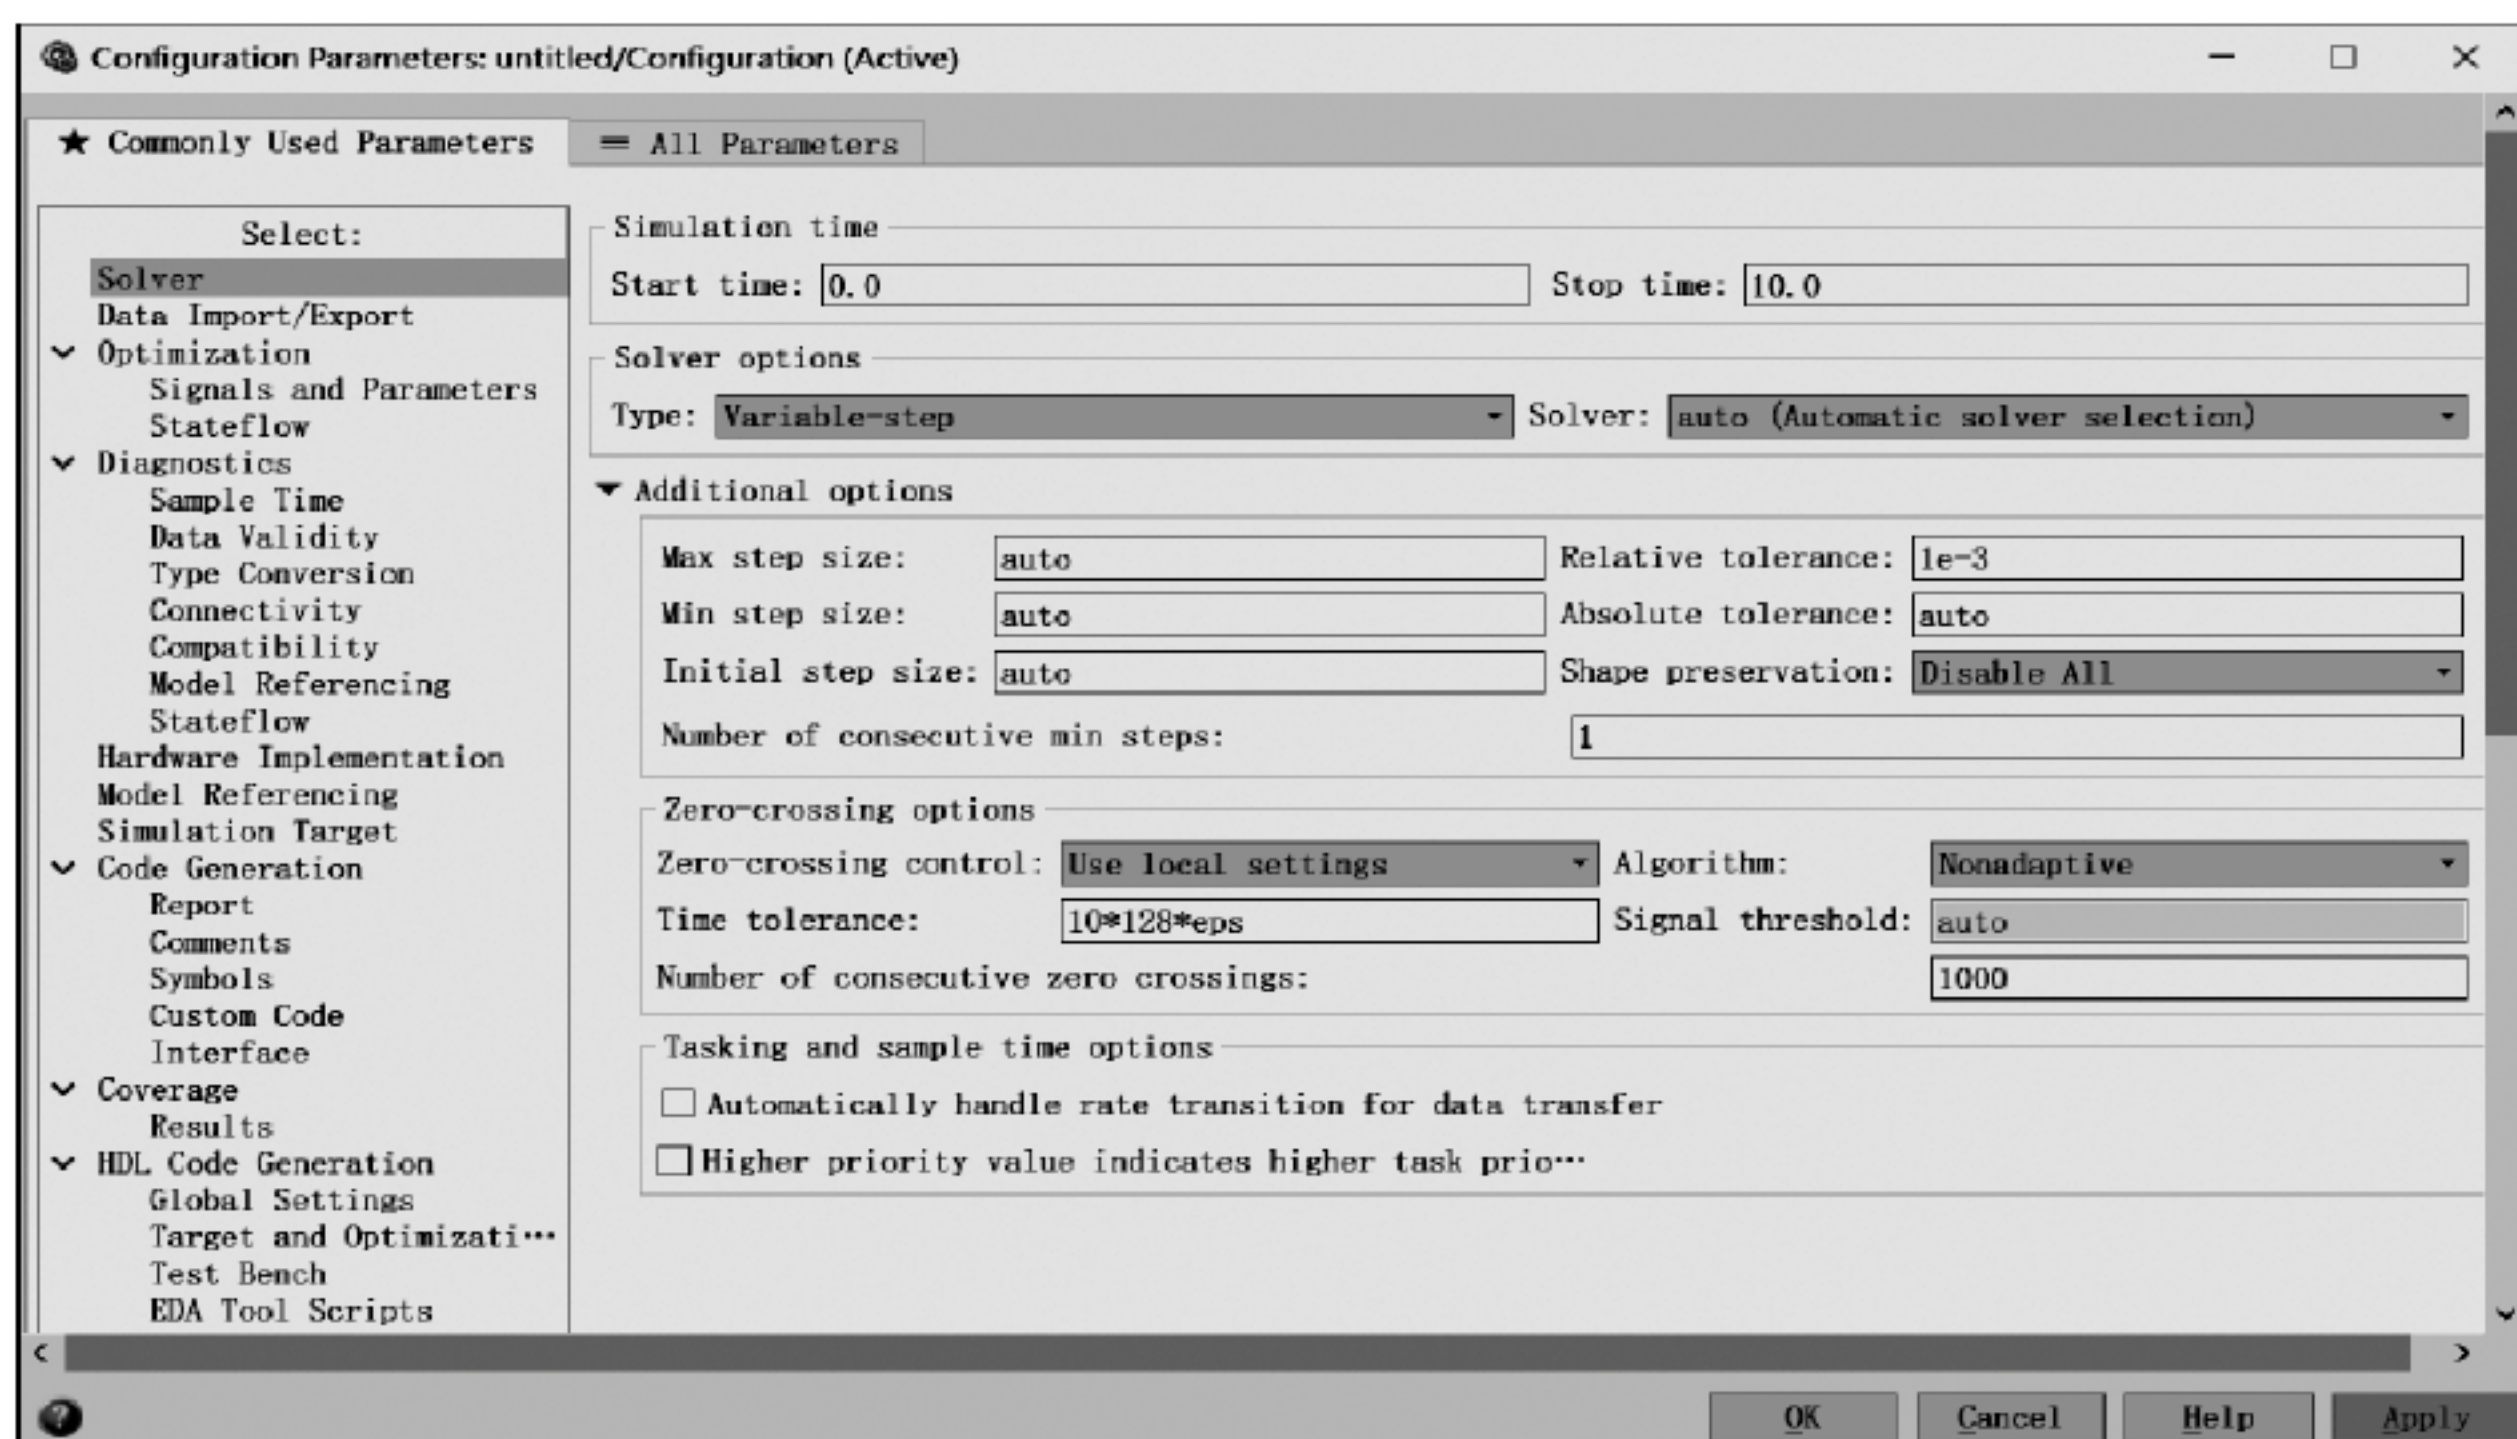 Configuration Parameters: untitled/Configuration (Active)
★ Commonly Used Parameters
All Parameters
Select:
Solver
Data Import/Export
Optimization
Signals and Parameters
Stateflow
Diagnostics
Sample Time
Data Validity
Type Conversion
Connectivity
Compatibility
Model Referencing
Stateflow
Hardware Implementation
Model Referencing
Simulation Target
Code Generation
Report
Comments
Symbols
Custom Code
Interface
Coverage
Results
HDL Code Generation
Global Settings
Target and Optimizati···
Test Bench
EDA Tool Scripts
Simulation time
Start time: 0.0 Stop time: 10.0
Solver options
Type: Variable-step Solver: auto (Automatic solver selection)
Additional options
Max step size: auto Relative tolerance: 1e-3
Min step size: auto Absolute tolerance: auto
Initial step size: auto Shape preservation: Disable All
Number of consecutive min steps: 1
Zero-crossing options
Zero-crossing control: Use local settings Algorithm: Nonadaptive
Time tolerance: 10*128*eps Signal threshold: auto
Number of consecutive zero crossings: 1000
Tasking and sample time options
Automatically handle rate transition for data transfer
Higher priority value indicates higher task prio···
OK Cancel Help Apply